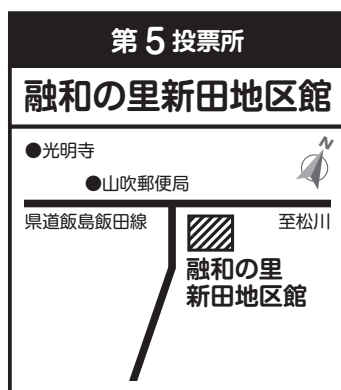 第5投票所
融和の里新田地区館
●光明寺
N
●山吹郵便局
県道飯島飯田線
至松川
融和の里
新田地区館